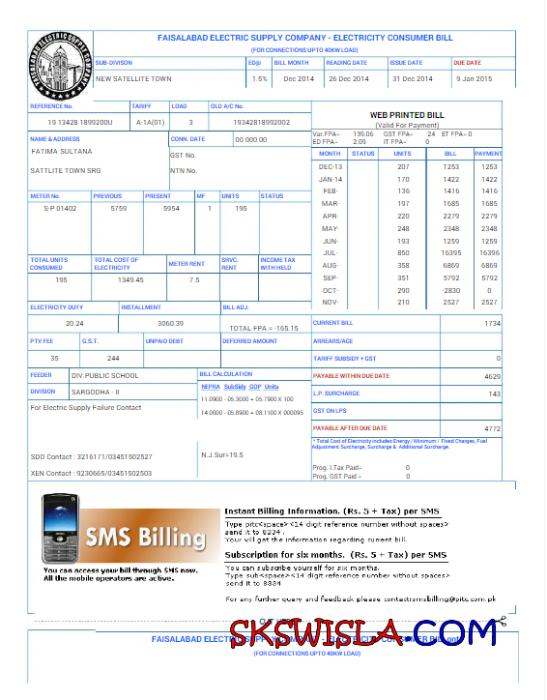 FAISALABAD ELECTRIC SUPPLY COMPANY - ELECTRICITY CONSUMER BILL
(FOR CONNECTIONS UPTO 40KW LOAD)
SUB-DIVISON ED@ BILL MONTH READING DATE ISSUE DATE DUE DATE
NEW SATELLITE TOWN 1.5% Dec 2014 26 Dec 2014 31 Dec 2014 9 Jan 2015
REFERENCE No. TARIFF LOAD OLD A/C No.
19 13428 1899200U A-1A(01) 3 19342818992002
WEB PRINTED BILL
(Valid For Payment)
Var.FPA= 139.06 GST FPA= 24 ET FPA= 0
ED FPA= 2.09 IT FPA= 0
NAME & ADDRESS CONN. DATE 00 000 00
FATIMA SULTANA
GST No.
SATTLITE TOWN SRG NTN No.
MONTH STATUS UNITS BILL PAYMENT
DEC-13 207 1253 1253
JAN-14 170 1422 1422
FEB- 136 1416 1416
MAR- 197 1685 1685
APR- 220 2279 2279
MAY- 248 2348 2348
JUN- 193 1259 1259
JUL- 850 16395 16396
AUG- 358 6869 6869
SEP- 351 5792 5792
OCT- 290 -2830 0
NOV- 210 2527 2527
METER No. PREVIOUS PRESENT MF UNITS STATUS
S-P 01402 5759 5954 1 195
TOTAL UNITS CONSUMED TOTAL COST OF ELECTRICITY METER RENT SRVC. RENT INCOME TAX WITH HELD
195 1349.45 7.5
ELECTRICITY DUTY INSTALLMENT BILL ADJ.
20.24 3060.39 TOTAL FPA = -165.15
PTV FEE G.S.T. UNPAID DEBT DEFERRED AMOUNT
35 244
CURRENT BILL 1734
ARREARS/AGE
TARIFF SUBSIDY + GST 0
PAYABLE WITHIN DUE DATE 4629
L.P. SURCHARGE 143
GST ON LPS
PAYABLE AFTER DUE DATE 4772
FEEDER DIV.PUBLIC SCHOOL
DIVISION SARGODHA - II
For Electric Supply Failure Contact
BILL CALCULATION
NEPRA SubSidy GOP Units
11.0900 - 05.3000 = 05.7900 X 100
14.0000 - 05.8900 = 08.1100 X 000095
SDO Contact : 3216171/03451502527
XEN Contact : 9230665/03451502503
N.J.Sur=19.5
* Total Cost of Electricity includes Energy / Minimum / Fixed Charges, Fuel
Adjustment Surcharge, Surcharge & Additional Surcharge.
Prog. I.Tax Paid= 0
Prog. GST Paid = 0
SMS Billing
You can access your bill through SMS now.
All the mobile operators are active.
Instant Billing Information. (Rs. 5 + Tax) per SMS
Type pitc<space><14 digit reference number without spaces>
send it to 8334 .
Your will get the information regarding current bill.
Subscription for six months. (Rs. 5 + Tax) per SMS
You can subscribe yourself for six months.
Type sub<space><14 digit reference number without spaces>
send it to 8334
For any further query and feedback please contact:smsbilling@pitc.com.pk
SKSWISLA.COM
FAISALABAD ELECTRIC SUPPLY
(FOR CONNECTIONS UPTO 40KW LOAD)